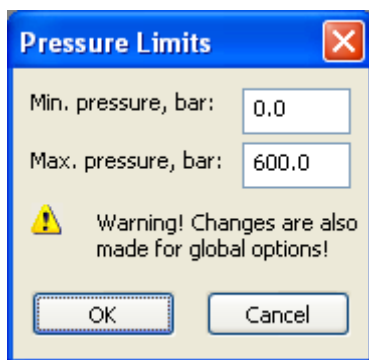 Pressure Limits
Min. pressure, bar: 0.0
Max. pressure, bar: 600.0
Warning! Changes are also
made for global options!
OK Cancel